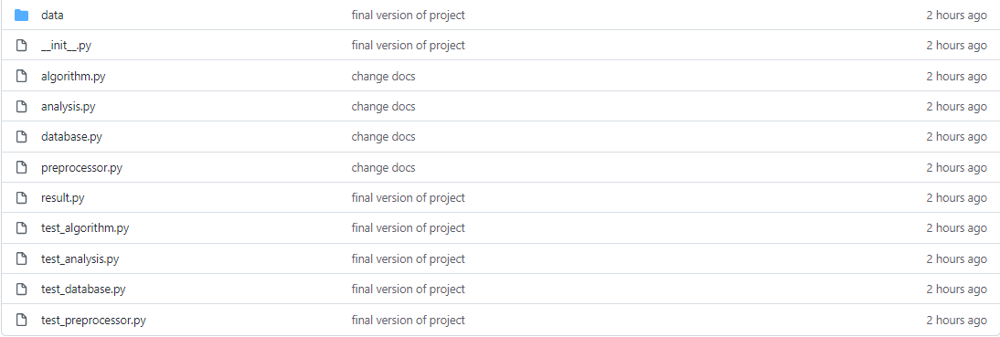 data final version of project 2 hours ago
__init__.py final version of project 2 hours ago
algorithm.py change docs 2 hours ago
analysis.py change docs 2 hours ago
database.py change docs 2 hours ago
preprocessor.py change docs 2 hours ago
result.py final version of project 2 hours ago
test_algorithm.py final version of project 2 hours ago
test_analysis.py final version of project 2 hours ago
test_database.py final version of project 2 hours ago
test_preprocessor.py final version of project 2 hours ago